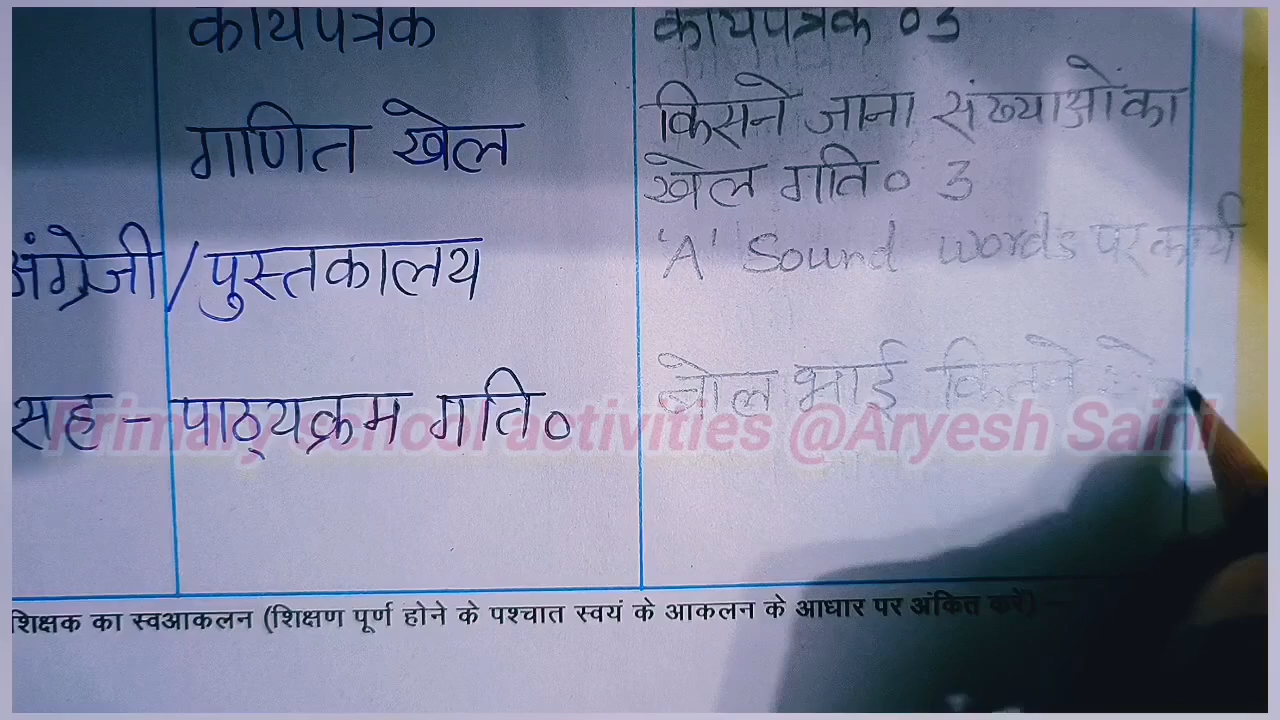 कार्यपत्रक
कार्यपत्रक 03
गणित खेल
किसने जाना संख्याओं का
खेल गति० 3
अंग्रेजी / पुस्तकालय
'A' Sound words पर कार्य
सह - पाठ्यक्रम गति०
बोल भाई कितने
Primary school activities @Aryesh Saini
शिक्षक का स्वआकलन (शिक्षण पूर्ण होने के पश्चात स्वयं के आकलन के आधार पर अंकित करें)